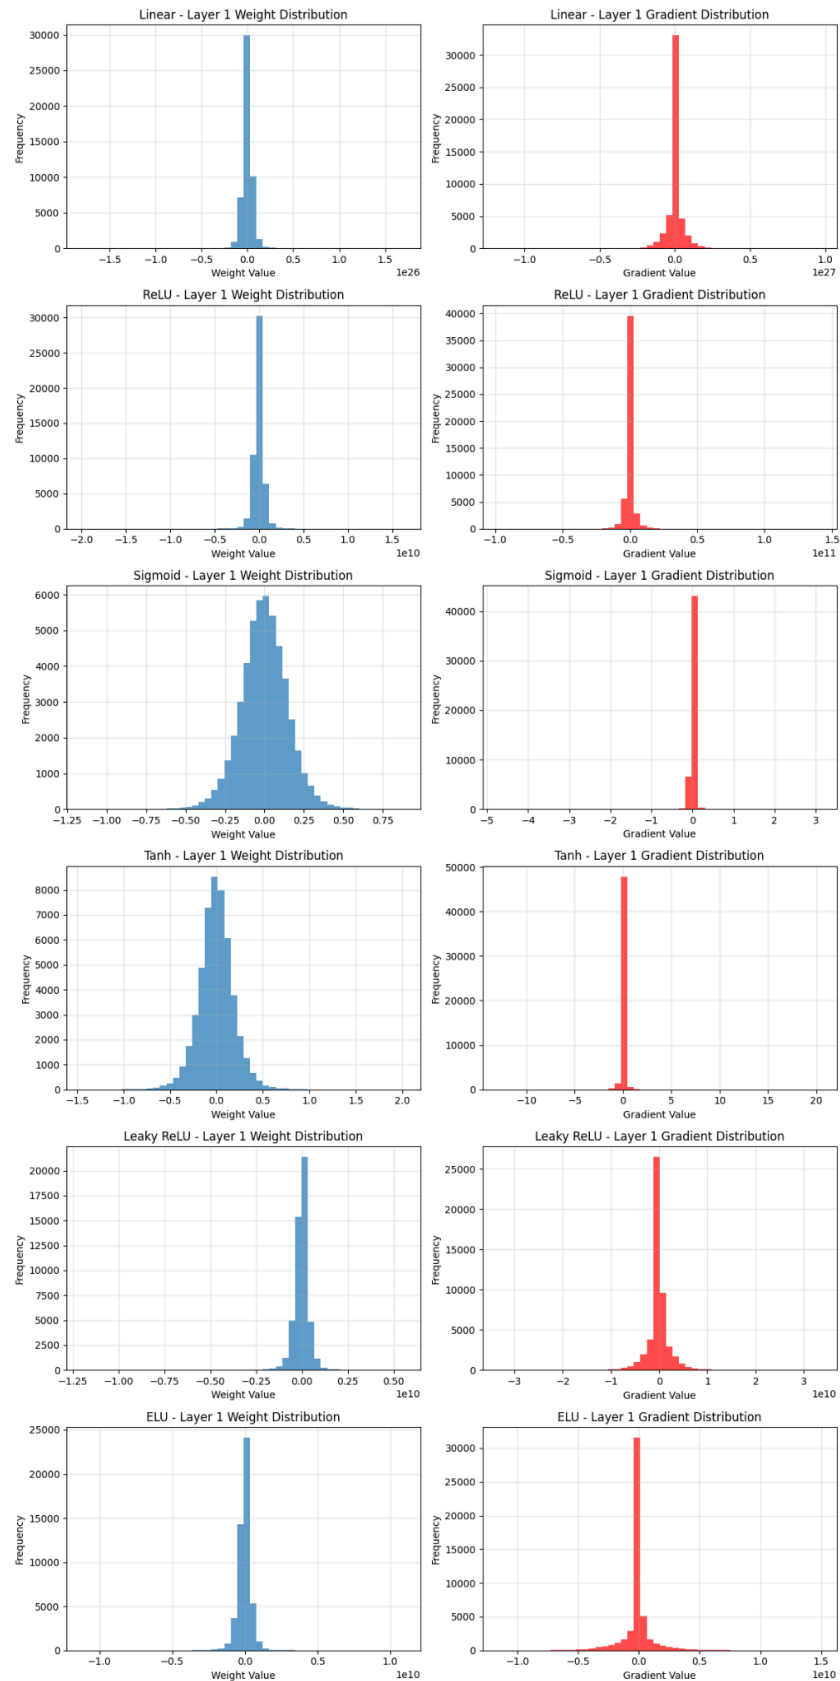 Linear - Layer 1 Weight Distribution
Linear - Layer 1 Gradient Distribution
Frequency
30000
25000
20000
15000
10000
5000
0
−1.5 −1.0 −0.5 0.0 0.5 1.0 1.5
1e26
Weight Value
Frequency
30000
25000
20000
15000
10000
5000
0
−1.0 −0.5 0.0 0.5 1.0
1e27
Gradient Value
ReLU - Layer 1 Weight Distribution
ReLU - Layer 1 Gradient Distribution
Frequency
30000
25000
20000
15000
10000
5000
0
−2.0 −1.5 −1.0 −0.5 0.0 0.5 1.0 1.5
1e10
Weight Value
Frequency
40000
35000
30000
25000
20000
15000
10000
5000
0
−1.0 −0.5 0.0 0.5 1.0 1.5
1e11
Gradient Value
Sigmoid - Layer 1 Weight Distribution
Sigmoid - Layer 1 Gradient Distribution
Frequency
6000
5000
4000
3000
2000
1000
0
−1.25 −1.00 −0.75 −0.50 −0.25 0.00 0.25 0.50 0.75
Weight Value
Frequency
40000
30000
20000
10000
0
−5 −4 −3 −2 −1 0 1 2 3
Gradient Value
Tanh - Layer 1 Weight Distribution
Tanh - Layer 1 Gradient Distribution
Frequency
8000
7000
6000
5000
4000
3000
2000
1000
0
−1.5 −1.0 −0.5 0.0 0.5 1.0 1.5 2.0
Weight Value
Frequency
50000
40000
30000
20000
10000
0
−10 −5 0 5 10 15 20
Gradient Value
Leaky ReLU - Layer 1 Weight Distribution
Leaky ReLU - Layer 1 Gradient Distribution
Frequency
20000
17500
15000
12500
10000
7500
5000
2500
0
−1.25 −1.00 −0.75 −0.50 −0.25 0.00 0.25 0.50
1e10
Weight Value
Frequency
25000
20000
15000
10000
5000
0
−3 −2 −1 0 1 2 3
1e10
Gradient Value
ELU - Layer 1 Weight Distribution
ELU - Layer 1 Gradient Distribution
Frequency
25000
20000
15000
10000
5000
0
−1.0 −0.5 0.0 0.5 1.0
1e10
Weight Value
Frequency
30000
25000
20000
15000
10000
5000
0
−1.0 −0.5 0.0 0.5 1.0 1.5
1e10
Gradient Value